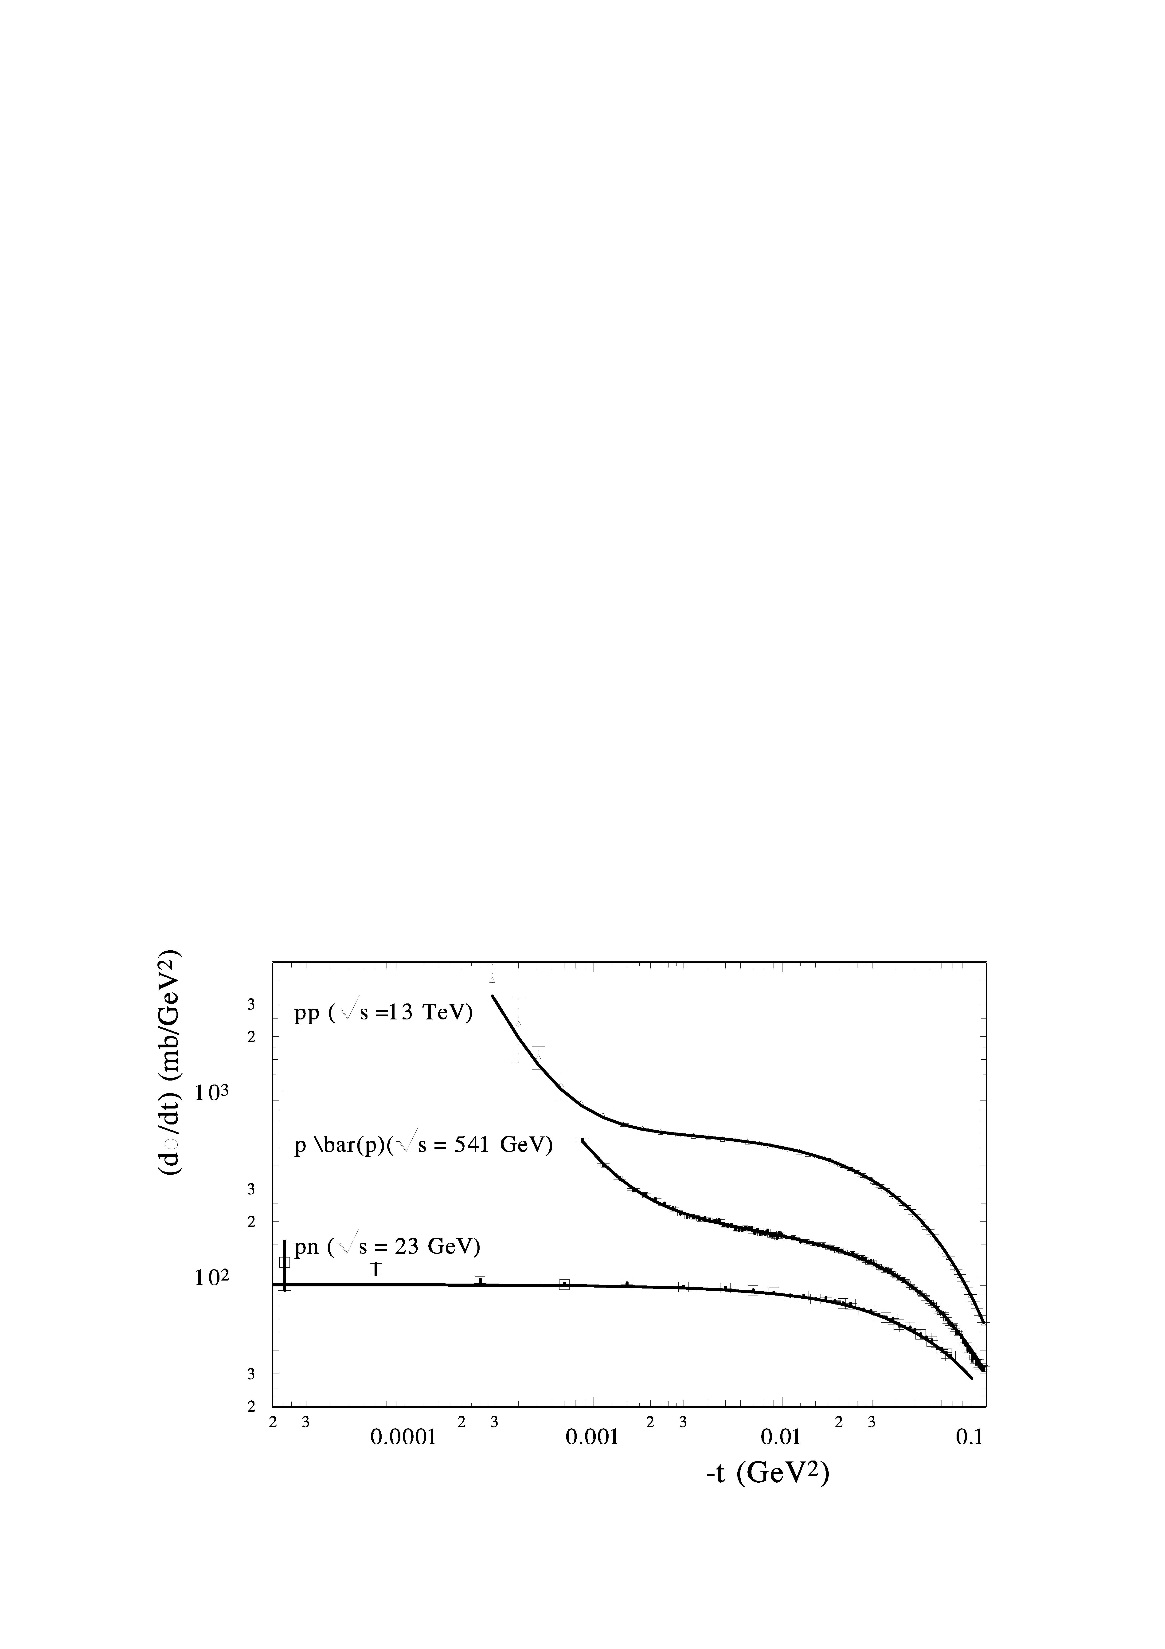 (dσ/dt) (mb/GeV2)
3
pp (√s =13 TeV)
2
103
p \bar(p)(√s = 541 GeV)
3
2
pn (√s = 23 GeV)
102
3
2
2 3 2 3 2 3 2 3
0.0001 0.001 0.01 0.1
-t (GeV2)